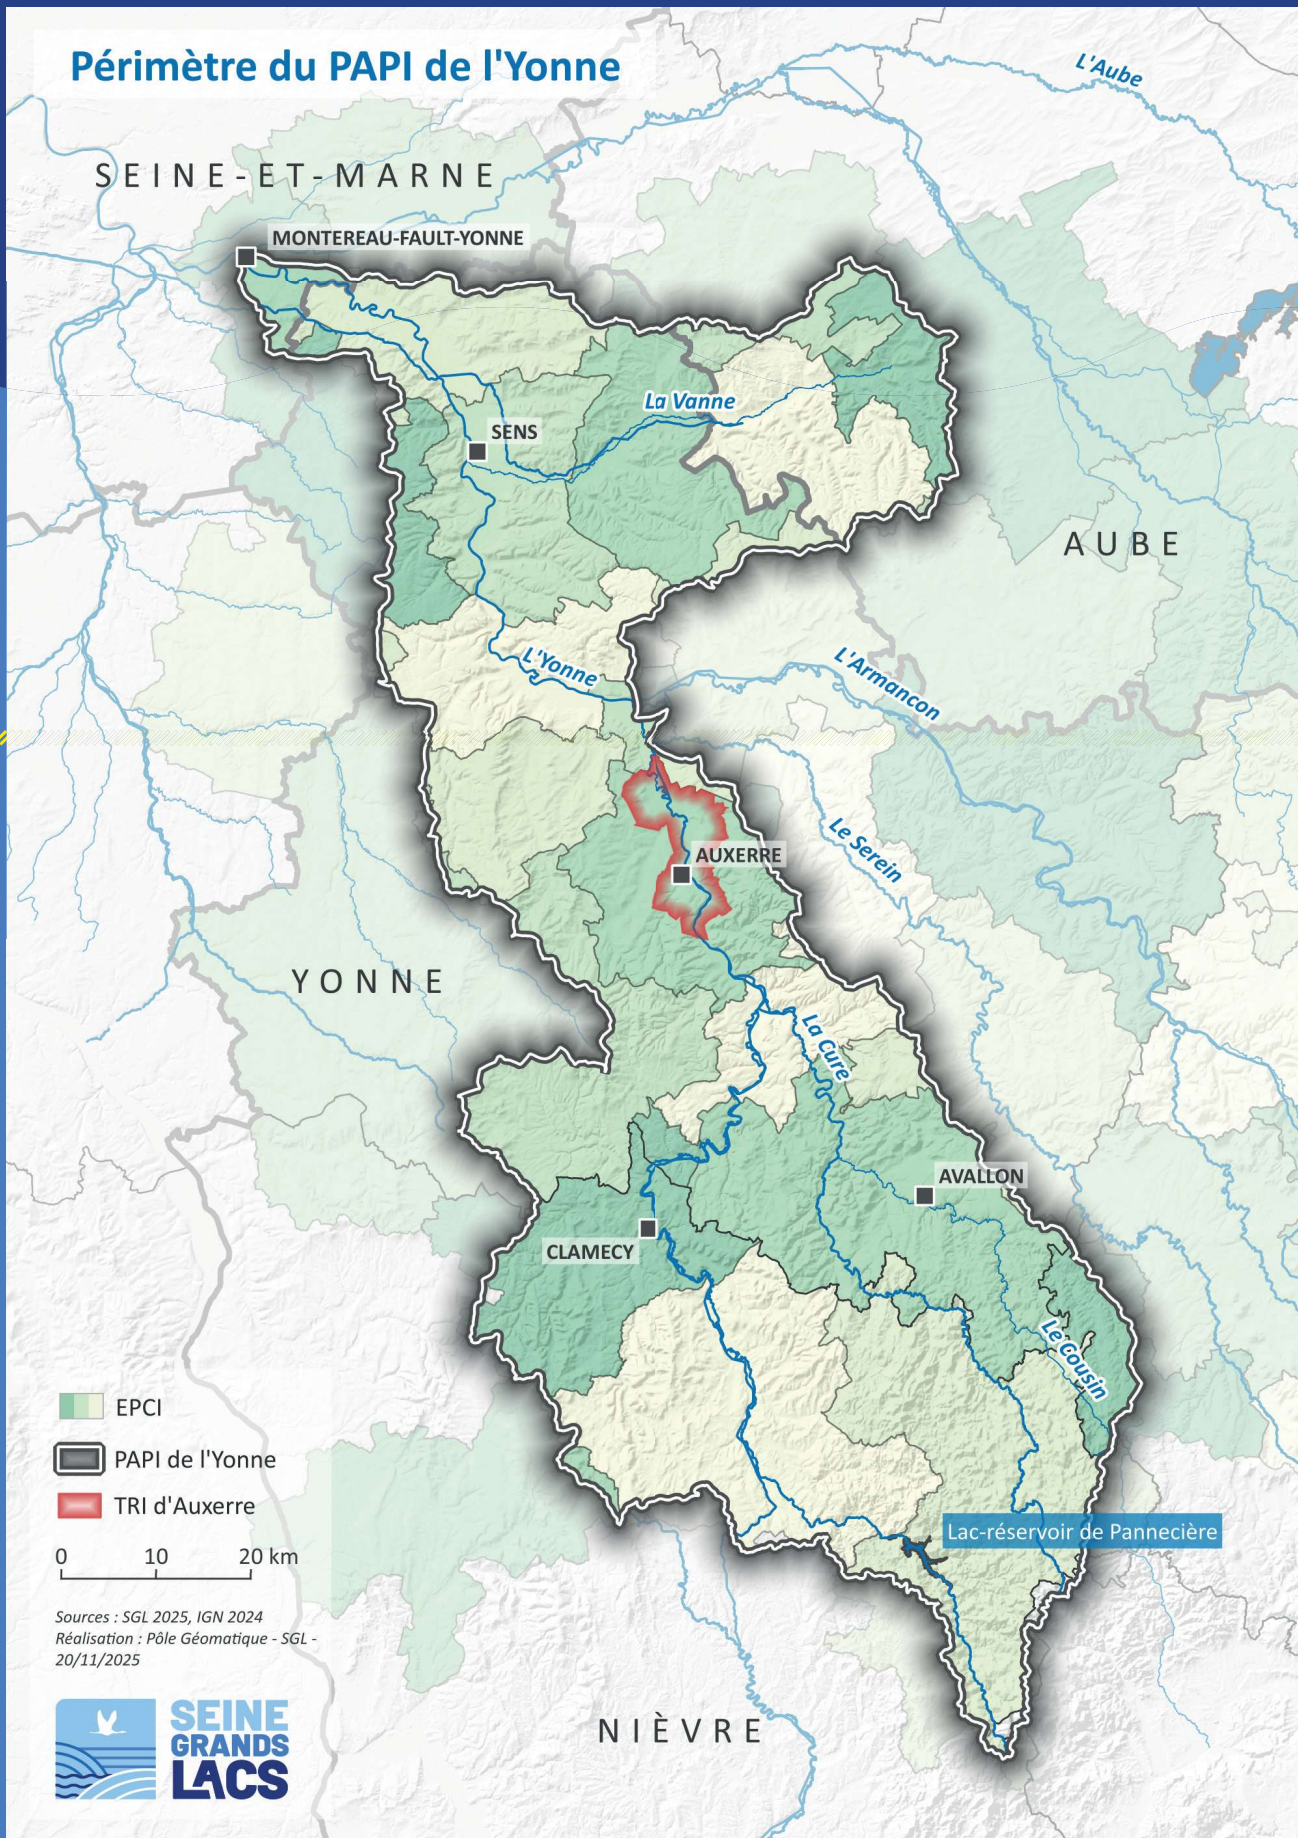 Périmètre du PAPI de l'Yonne
L'Aube
SEINE-ET-MARNE
MONTEREAU-FAULT-YONNE
La Vanne
SENS
AUBE
L'Yonne
L'Armancon
Le Serein
AUXERRE
YONNE
La Cure
AVALLON
CLAMECY
Le Cousin
EPCI
PAPI de l'Yonne
TRI d'Auxerre
Lac-réservoir de Pannecière
0 10 20 km
Sources : SGL 2025, IGN 2024
Réalisation : Pôle Géomatique - SGL -
20/11/2025
SEINE
GRANDS
LACS
NIÈVRE